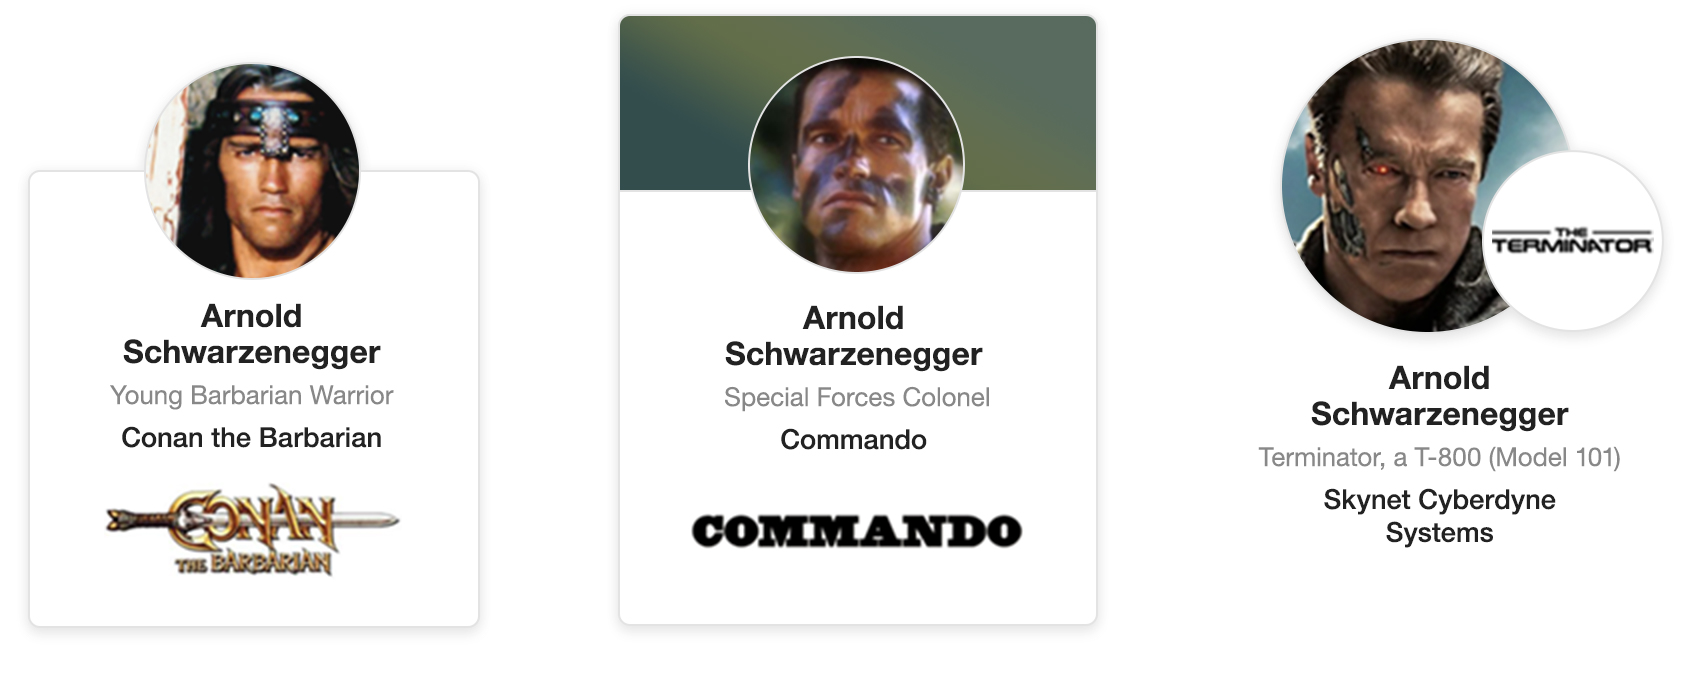 Arnold
Schwarzenegger
Young Barbarian Warrior
Conan the Barbarian
CONAN
THE BARBARIAN
Arnold
Schwarzenegger
Special Forces Colonel
Commando
COMMANDO
THE
TERMINATOR
Arnold
Schwarzenegger
Terminator, a T-800 (Model 101)
Skynet Cyberdyne
Systems